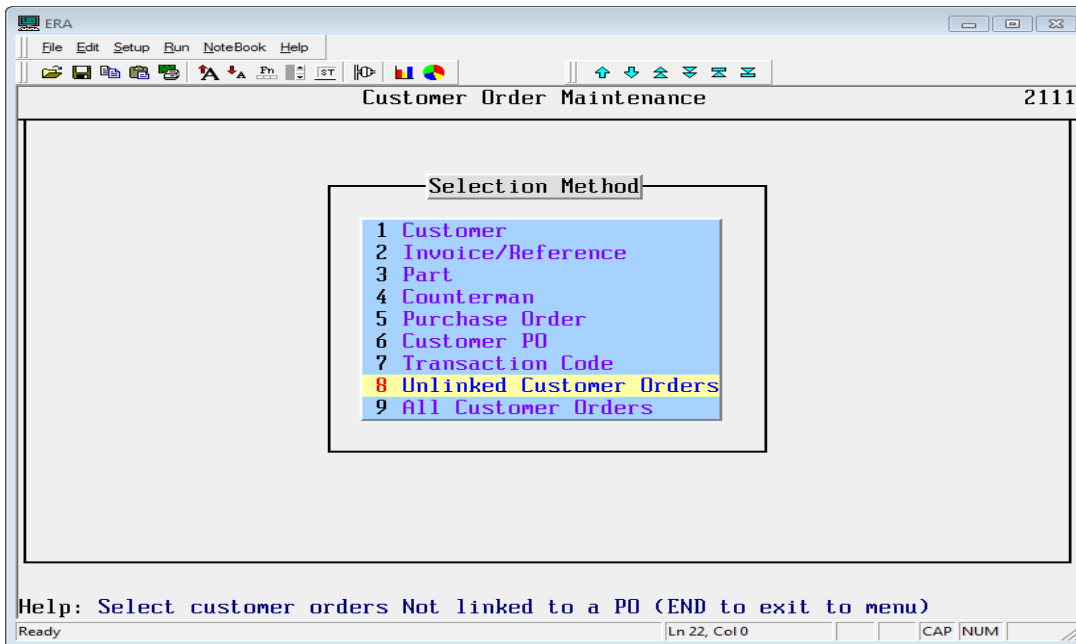 ERA
File Edit Setup Run NoteBook Help
A A Fn ST
Customer Order Maintenance 2111
Selection Method
1 Customer
2 Invoice/Reference
3 Part
4 Counterman
5 Purchase Order
6 Customer PO
7 Transaction Code
8 Unlinked Customer Orders
9 All Customer Orders
Help: Select customer orders Not linked to a PO (END to exit to menu)
Ready Ln 22, Col 0 CAP NUM